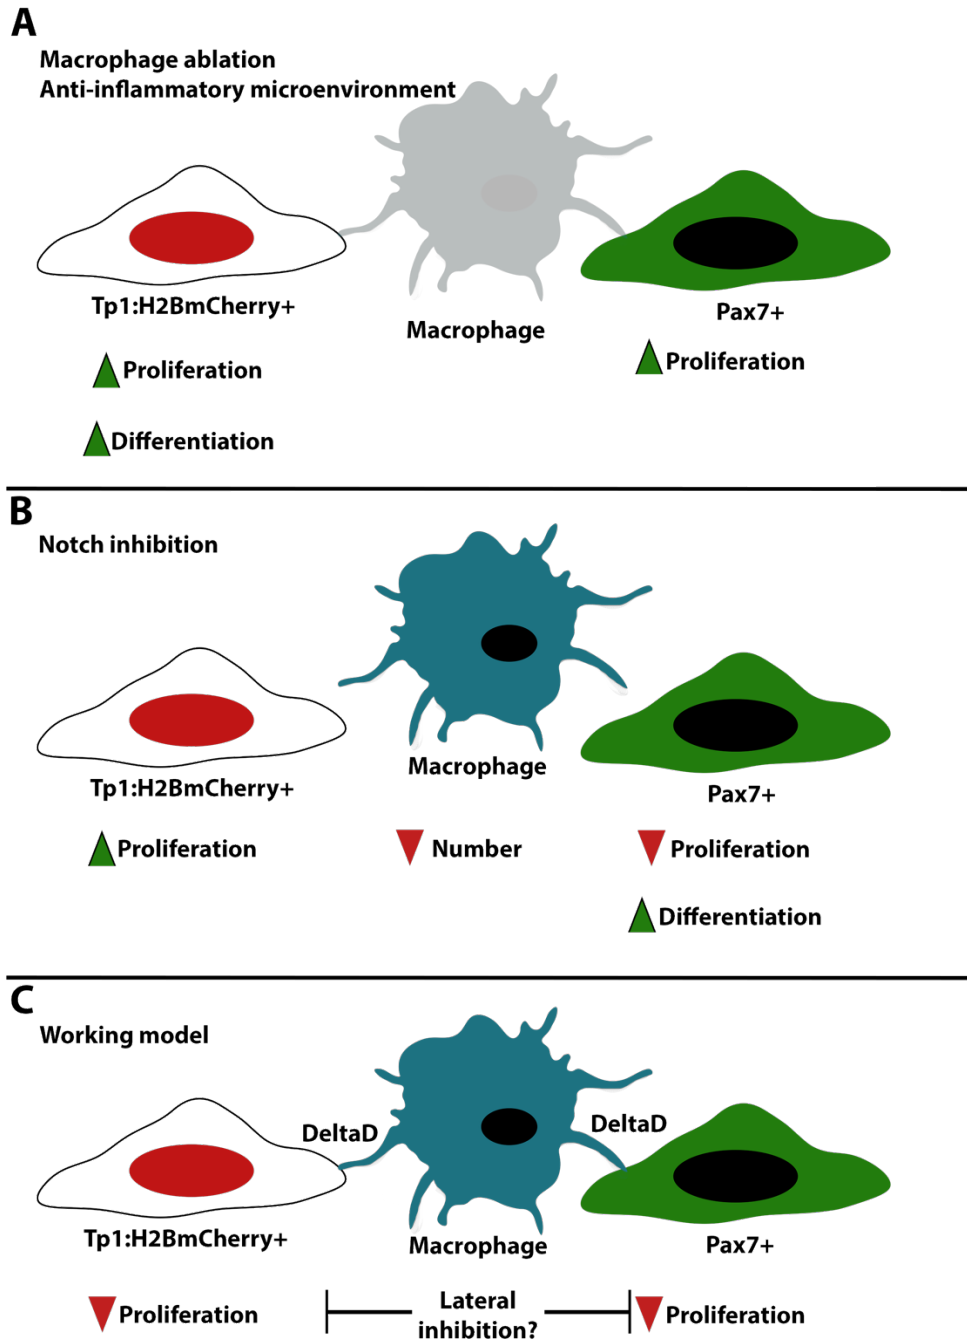 A
Macrophage ablation
Anti-inflammatory microenvironment
Tp1:H2BmCherry+
Macrophage
Pax7+
Proliferation
Proliferation
Differentiation
B
Notch inhibition
Macrophage
Tp1:H2BmCherry+
Pax7+
Proliferation
Number
Proliferation
Differentiation
C
Working model
DeltaD
DeltaD
Tp1:H2BmCherry+
Macrophage
Pax7+
Proliferation
Lateral
inhibition?
Proliferation